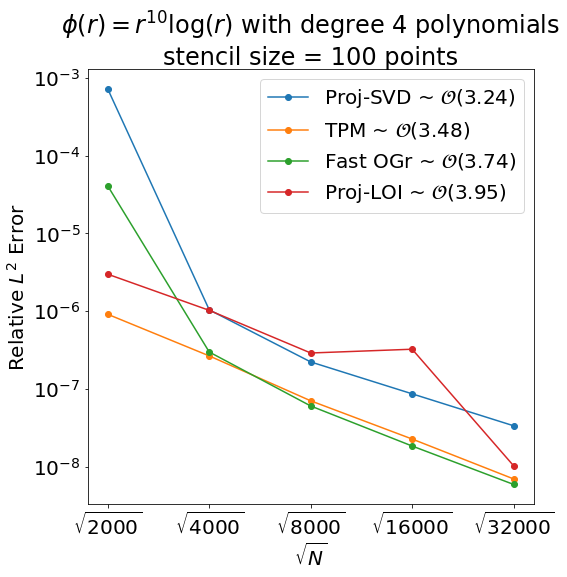 ϕ(r) = r¹⁰log(r) with degree 4 polynomials
stencil size = 100 points
Proj-SVD ~ 𝒪(3.24)
TPM ~ 𝒪(3.48)
Fast OGr ~ 𝒪(3.74)
Proj-LOI ~ 𝒪(3.95)
Relative L² Error
10⁻³
10⁻⁴
10⁻⁵
10⁻⁶
10⁻⁷
10⁻⁸
√2000 √4000 √8000 √16000 √32000
√N